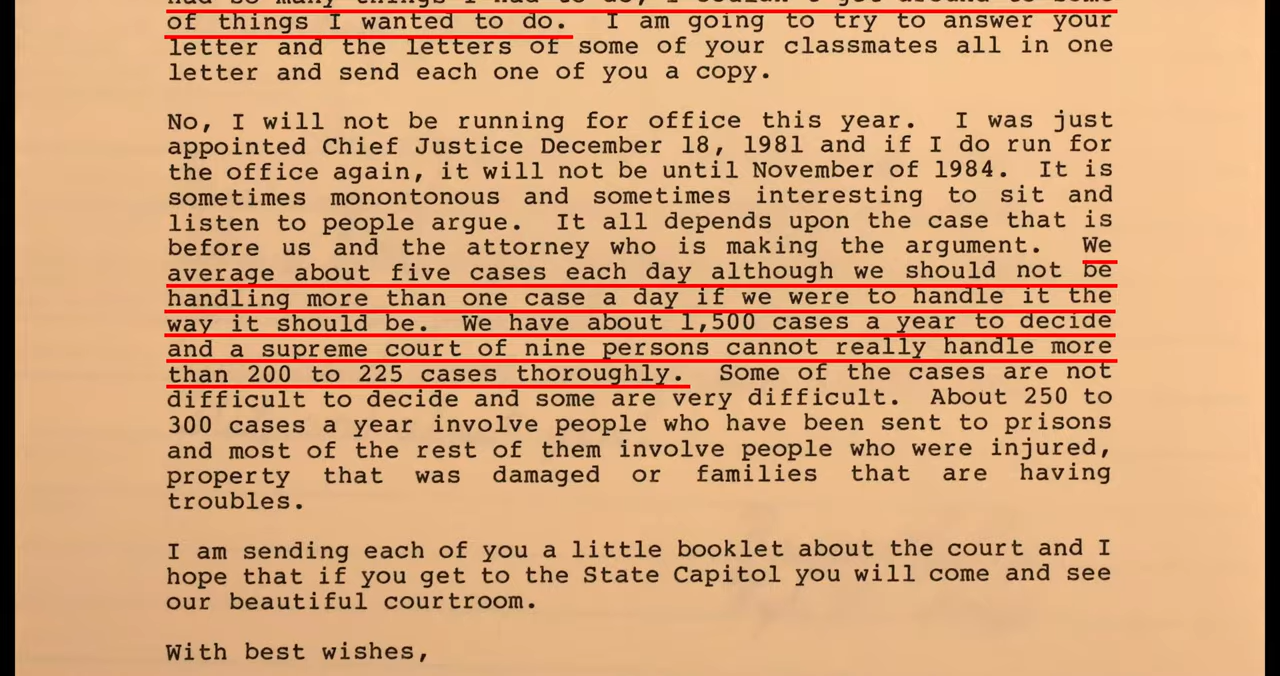 had so many things I had to do, I couldn't get around to some
of things I wanted to do. I am going to try to answer your
letter and the letters of some of your classmates all in one
letter and send each one of you a copy.
No, I will not be running for office this year. I was just
appointed Chief Justice December 18, 1981 and if I do run for
the office again, it will not be until November of 1984. It is
sometimes monontonous and sometimes interesting to sit and
listen to people argue. It all depends upon the case that is
before us and the attorney who is making the argument. We
average about five cases each day although we should not be
handling more than one case a day if we were to handle it the
way it should be. We have about 1,500 cases a year to decide
and a supreme court of nine persons cannot really handle more
than 200 to 225 cases thoroughly. Some of the cases are not
difficult to decide and some are very difficult. About 250 to
300 cases a year involve people who have been sent to prisons
and most of the rest of them involve people who were injured,
property that was damaged or families that are having
troubles.
I am sending each of you a little booklet about the court and I
hope that if you get to the State Capitol you will come and see
our beautiful courtroom.
With best wishes,